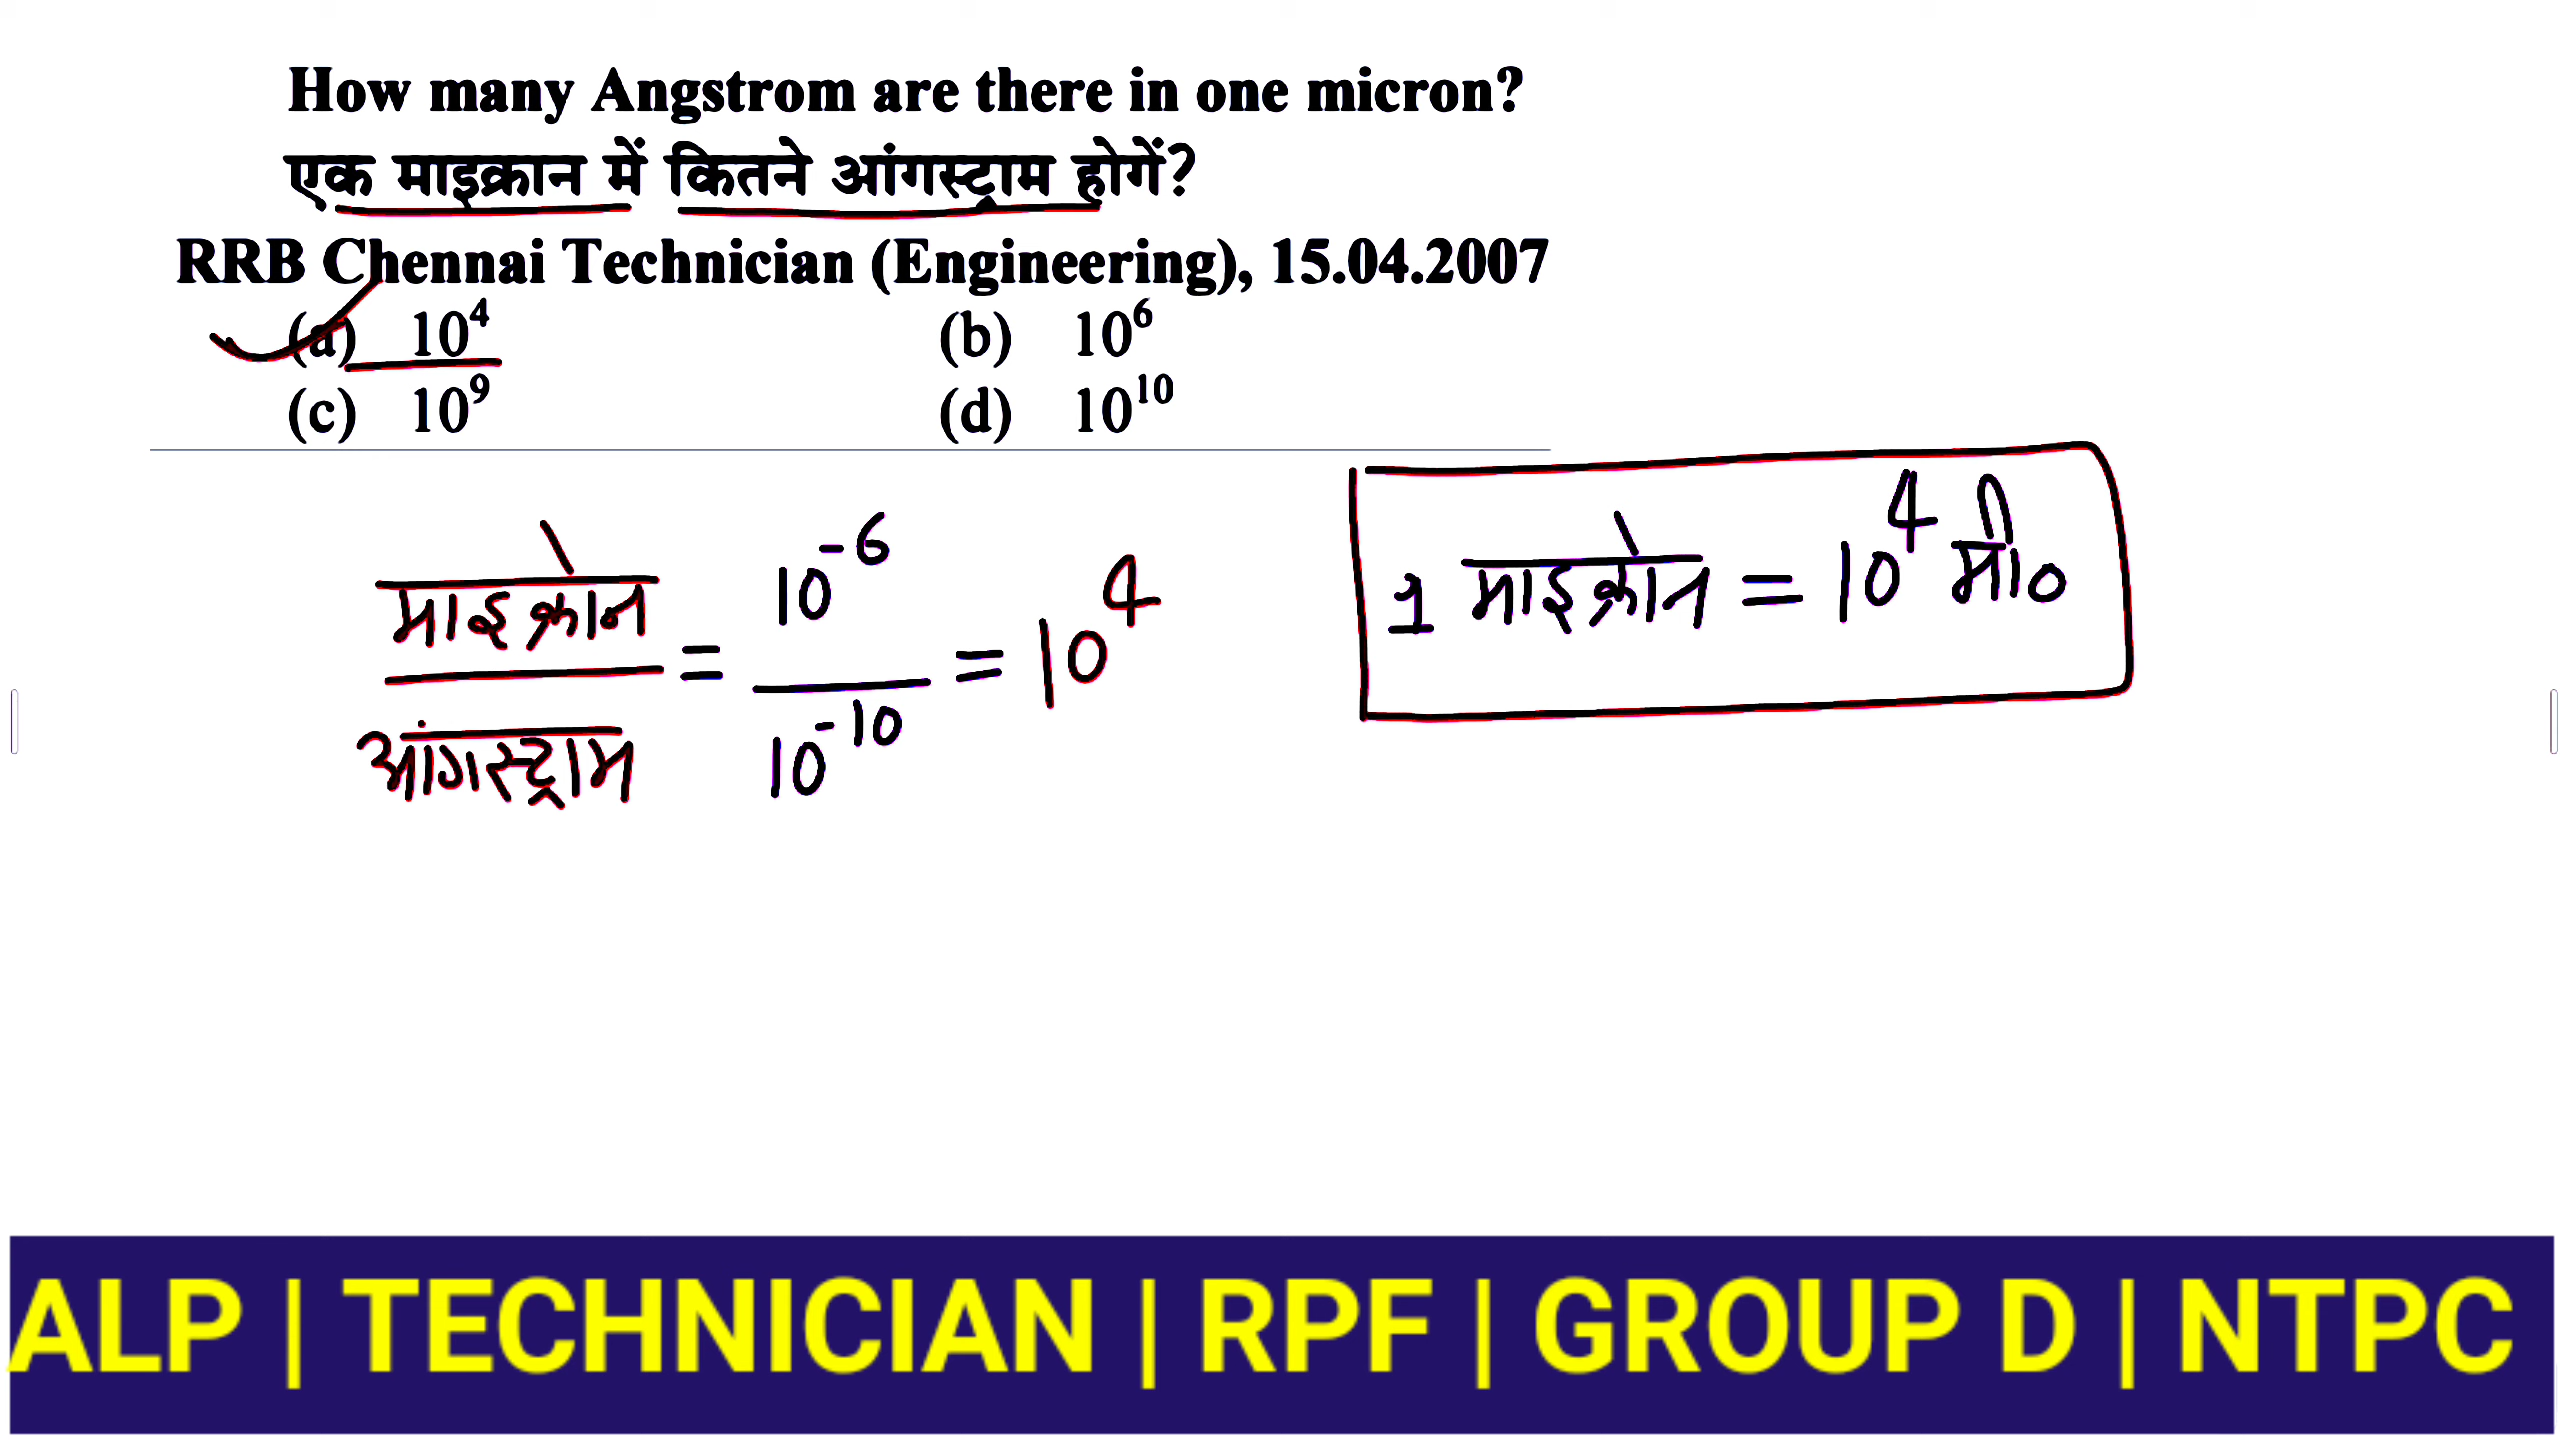 How many Angstrom are there in one micron?
एक माइक्रान में कितने आंगस्ट्राम होगें?
RRB Chennai Technician (Engineering), 15.04.2007
(a) 10⁴ (b) 10⁶
(c) 10⁹ (d) 10¹⁰
माइक्रोन / आंगस्ट्राम = 10⁻⁶ / 10⁻¹⁰ = 10⁴
1 माइक्रोन = 10⁴ मी०
ALP | TECHNICIAN | RPF | GROUP D | NTPC